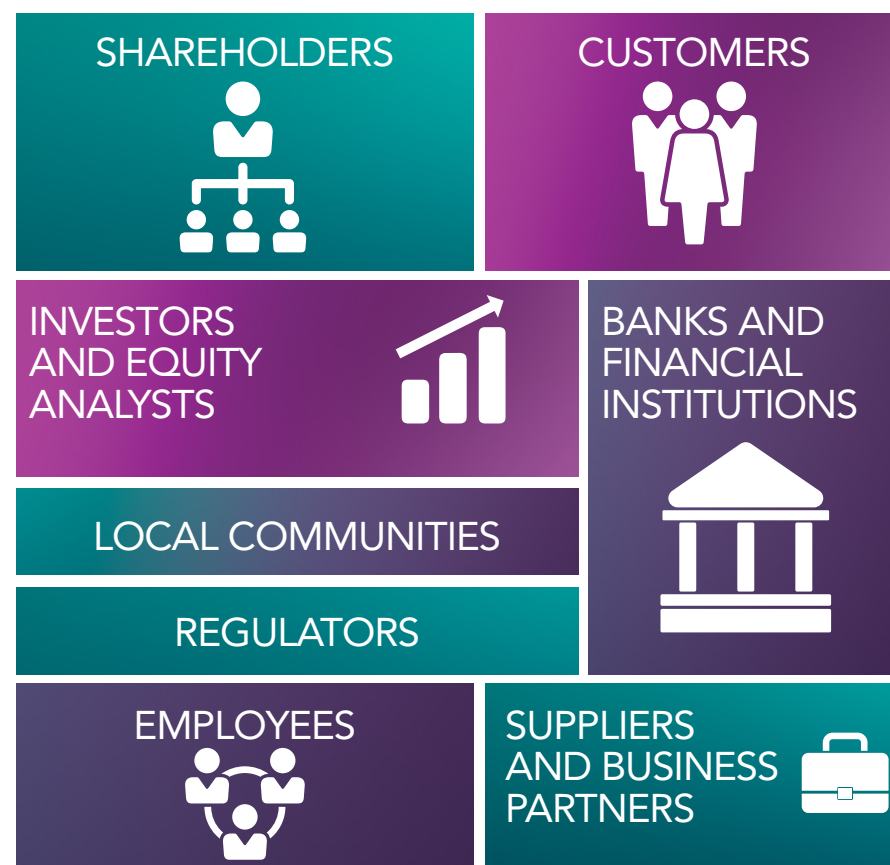 SHAREHOLDERS
CUSTOMERS
INVESTORS
AND EQUITY
ANALYSTS
BANKS AND
FINANCIAL
INSTITUTIONS
LOCAL COMMUNITIES
REGULATORS
EMPLOYEES
SUPPLIERS
AND BUSINESS
PARTNERS